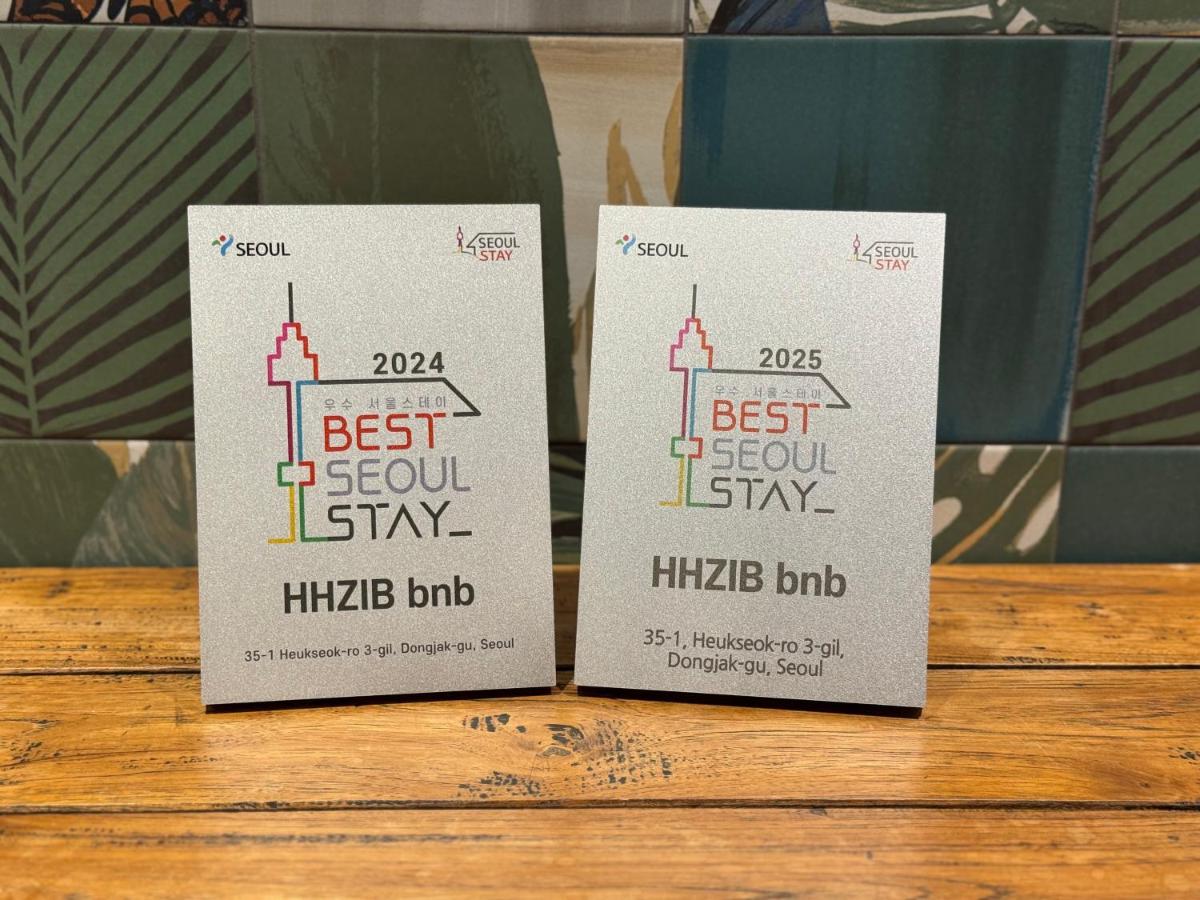 SEOUL
SEOUL
STAY
2024
우수 서울스테이
BEST
SEOUL
STAY_
HHZIB bnb
35-1 Heukseok-ro 3-gil, Dongjak-gu, Seoul
SEOUL
SEOUL
STAY
2025
우수 서울스테이
BEST
SEOUL
STAY_
HHZIB bnb
35-1, Heukseok-ro 3-gil,
Dongjak-gu, Seoul